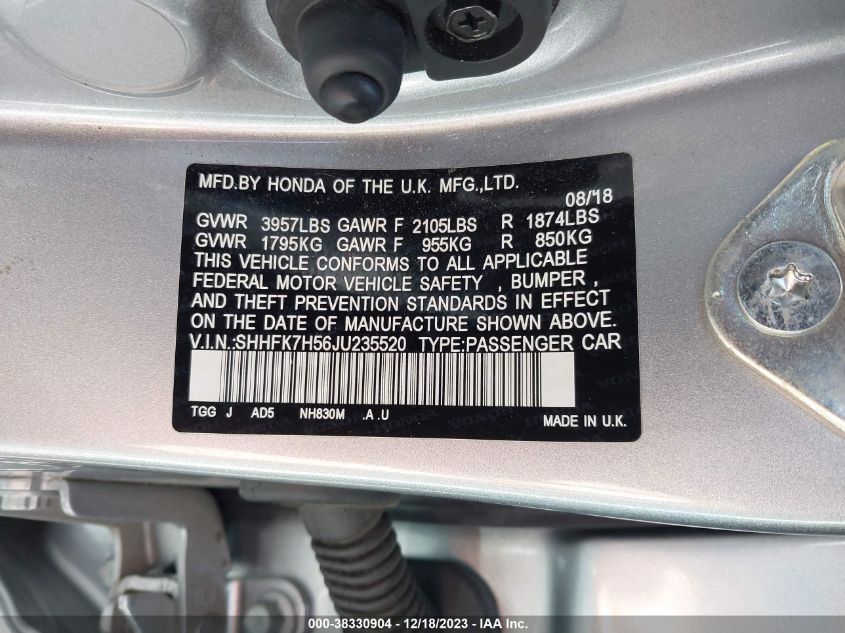 MFD.BY HONDA OF THE U.K. MFG.,LTD.
08/'18
GVWR 3957LBS GAWR F 2105LBS R 1874LBS
GVWR 1795KG GAWR F 955KG R 850KG
THIS VEHICLE CONFORMS TO ALL APPLICABLE
FEDERAL MOTOR VEHICLE SAFETY , BUMPER ,
AND THEFT PREVENTION STANDARDS IN EFFECT
ON THE DATE OF MANUFACTURE SHOWN ABOVE.
V.I.N.:SHHFK7H56JU235520 TYPE:PASSENGER CAR
TGG J AD5 NH830M .A .U
MADE IN U.K.
000-38330904 / 12/18/2023 - IAA Inc.